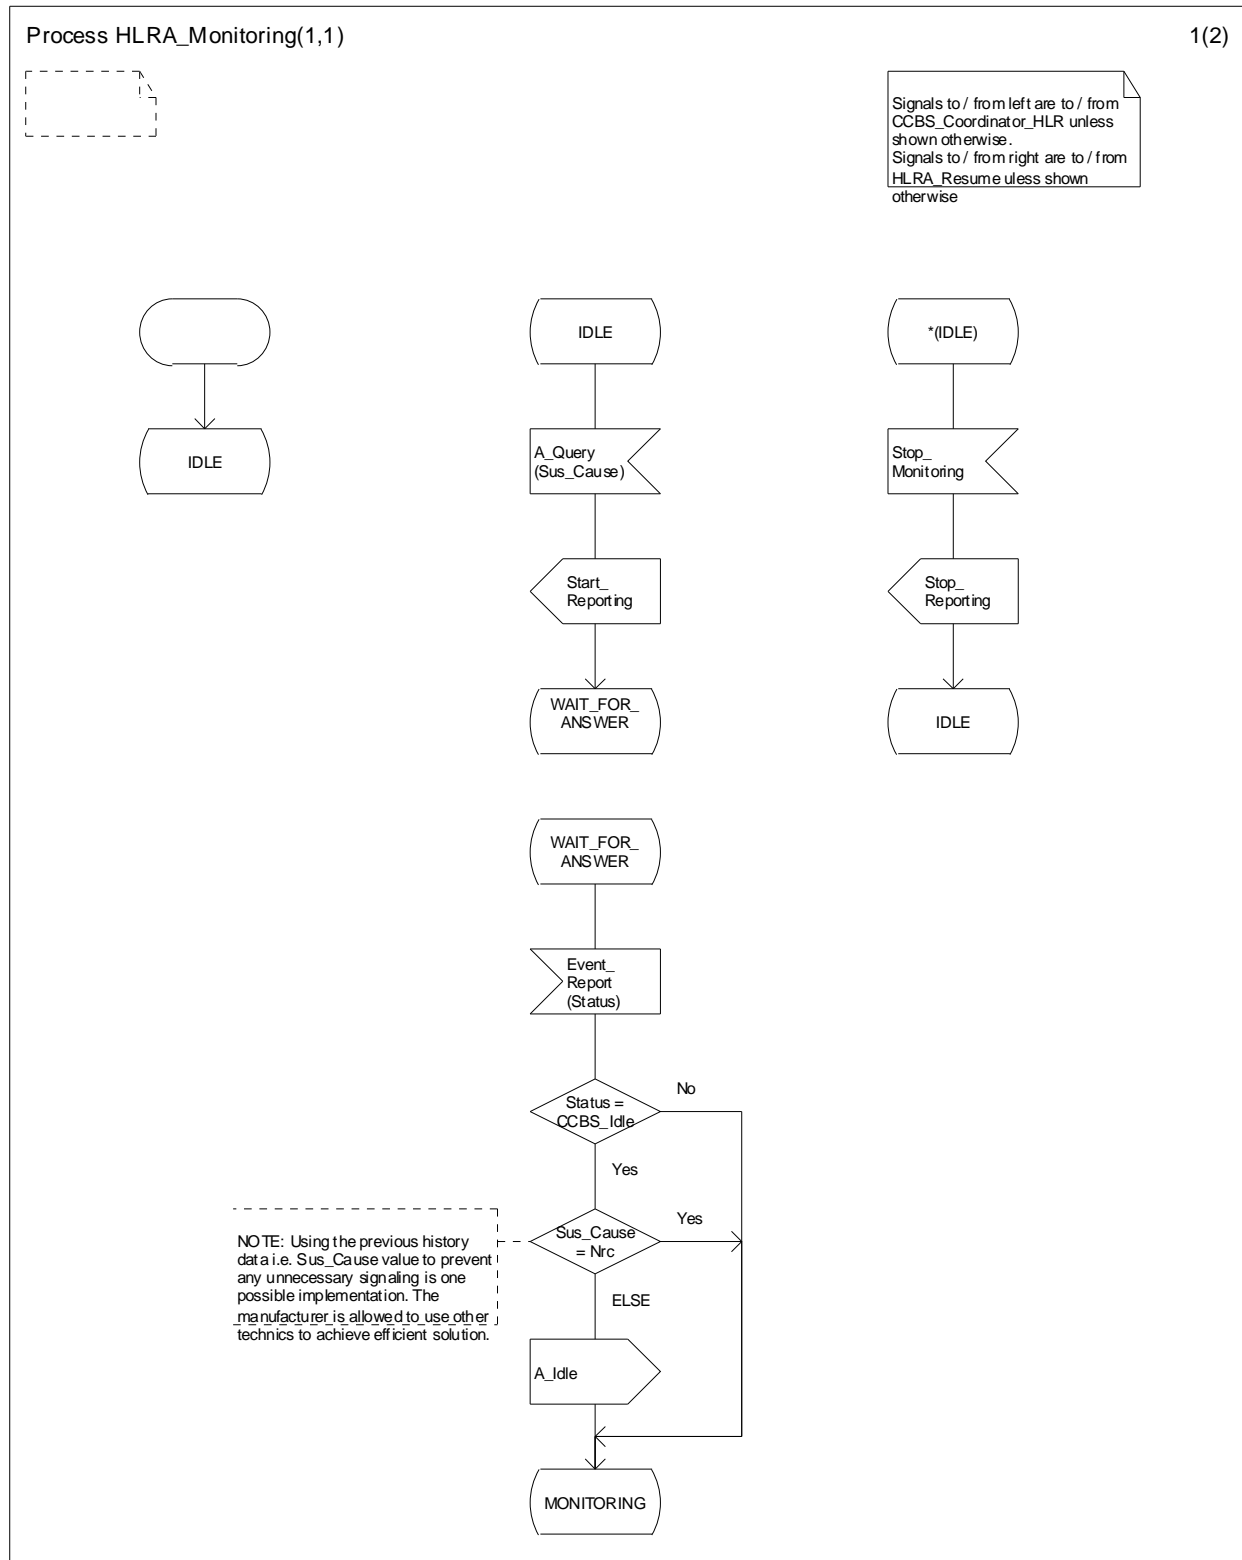 Process HLRA_Monitoring(1,1)
1(2)
Signals to / from left are to / from
CCBS_Coordinator_HLR unless
shown otherwise.
Signals to / from right are to / from
HLRA_Resume uless shown
otherwise
IDLE
IDLE
A_Query
(Sus_Cause)
Start_
Reporting
WAIT_FOR_
ANSWER
*(IDLE)
Stop_
Monitoring
Stop_
Reporting
IDLE
WAIT_FOR_
ANSWER
Event_
Report
(Status)
Status =
CCBS_Idle
No
Yes
Sus_Cause
= Nrc
Yes
NOTE: Using the previous history
data i.e. Sus_Cause value to prevent
any unnecessary signaling is one
possible implementation. The
manufacturer is allowed to use other
technics to achieve efficient solution.
ELSE
A_Idle
MONITORING